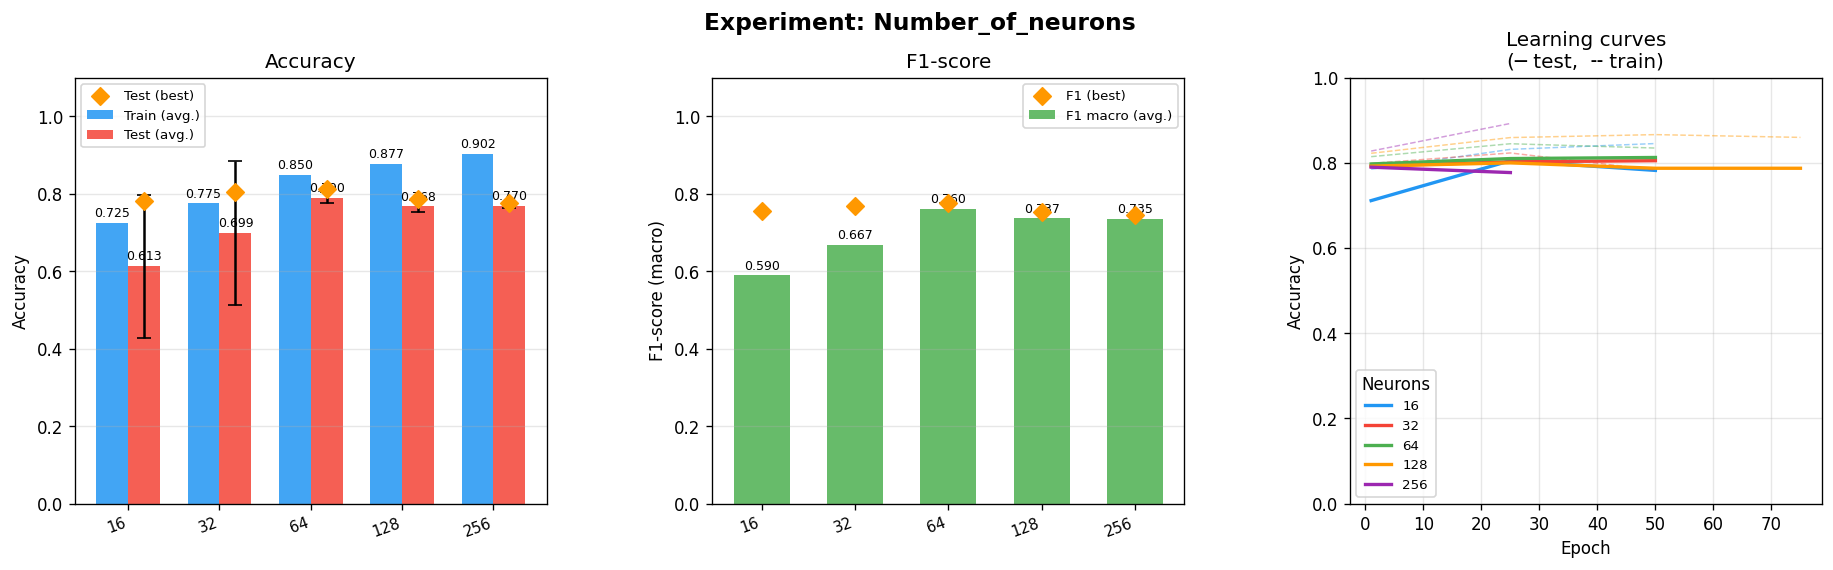 Experiment: Number_of_neurons
Accuracy
Test (best)
Train (avg.)
Test (avg.)
Accuracy
1.0
0.8
0.6
0.4
0.2
0.0
0.725
0.613
0.775
0.699
0.850
0.877
0.902
0.770
16
32
64
128
256
F1-score
F1 (best)
F1 macro (avg.)
F1-score (macro)
1.0
0.8
0.6
0.4
0.2
0.0
0.590
0.667
0.760
0.737
0.735
16
32
64
128
256
Learning curves
(— test, -- train)
Accuracy
1.0
0.8
0.6
0.4
0.2
0.0
Neurons
16
32
64
128
256
0 10 20 30 40 50 60 70
Epoch